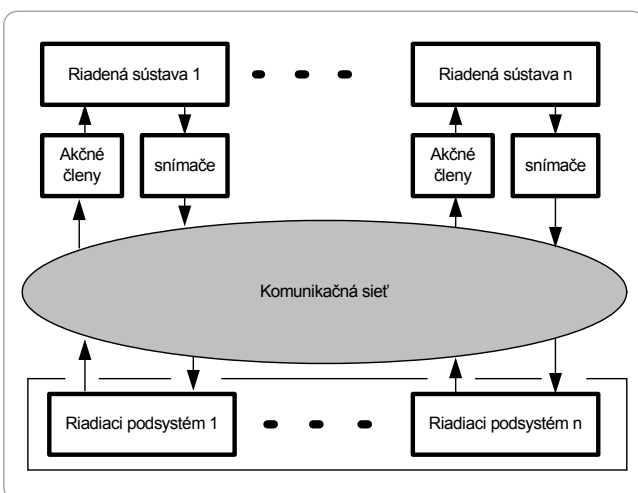 Riadená sústava 1
Riadená sústava n
Akčné
členy
snímače
Akčné
členy
snímače
Komunikačná sieť
Riadiaci podsystém 1
Riadiaci podsystém n